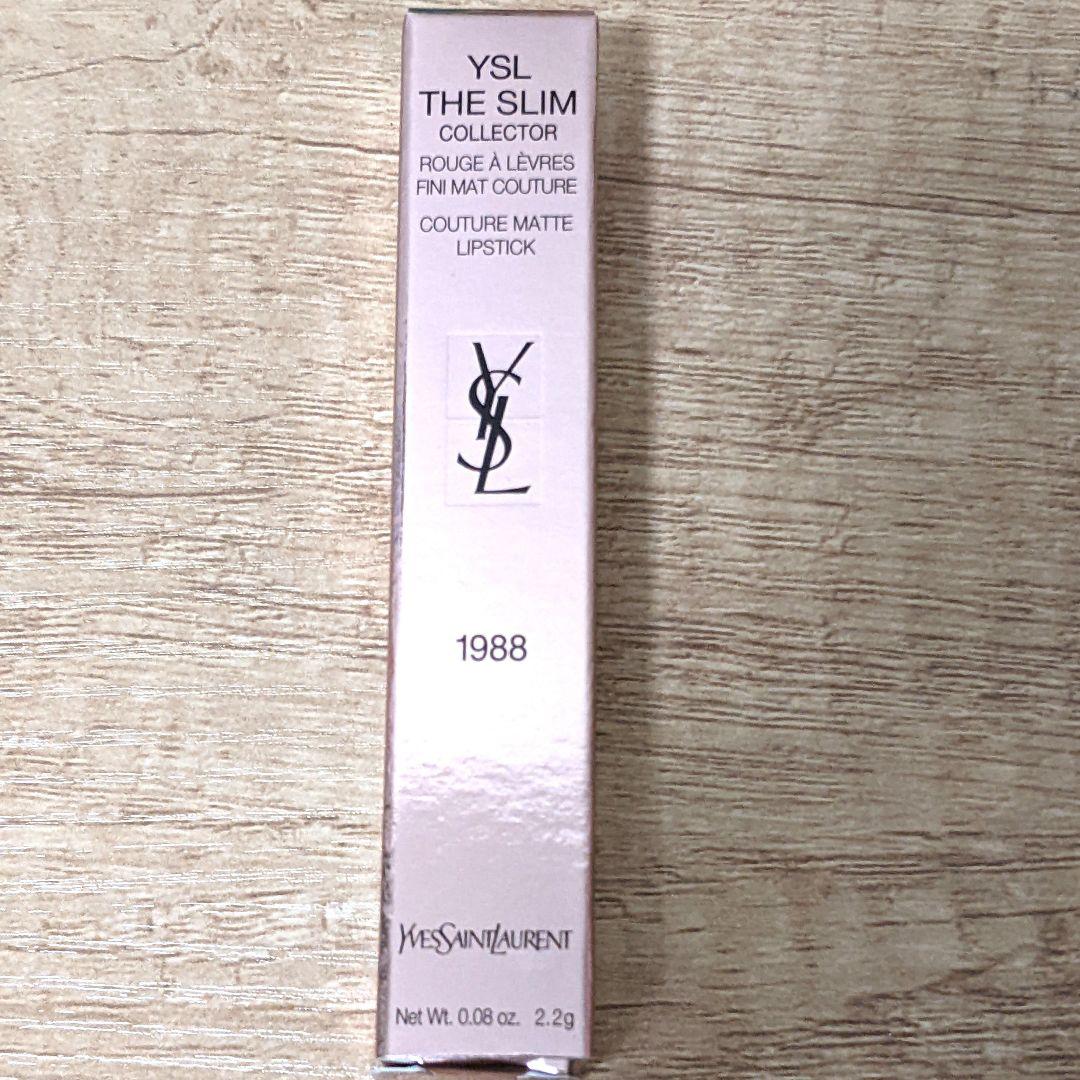 YSL
THE SLIM
COLLECTOR
ROUGE À LÈVRES
FINI MAT COUTURE
COUTURE MATTE
LIPSTICK
YSL
1988
YVESSAINTLAURENT
Net Wt. 0.08 oz. 2.2g